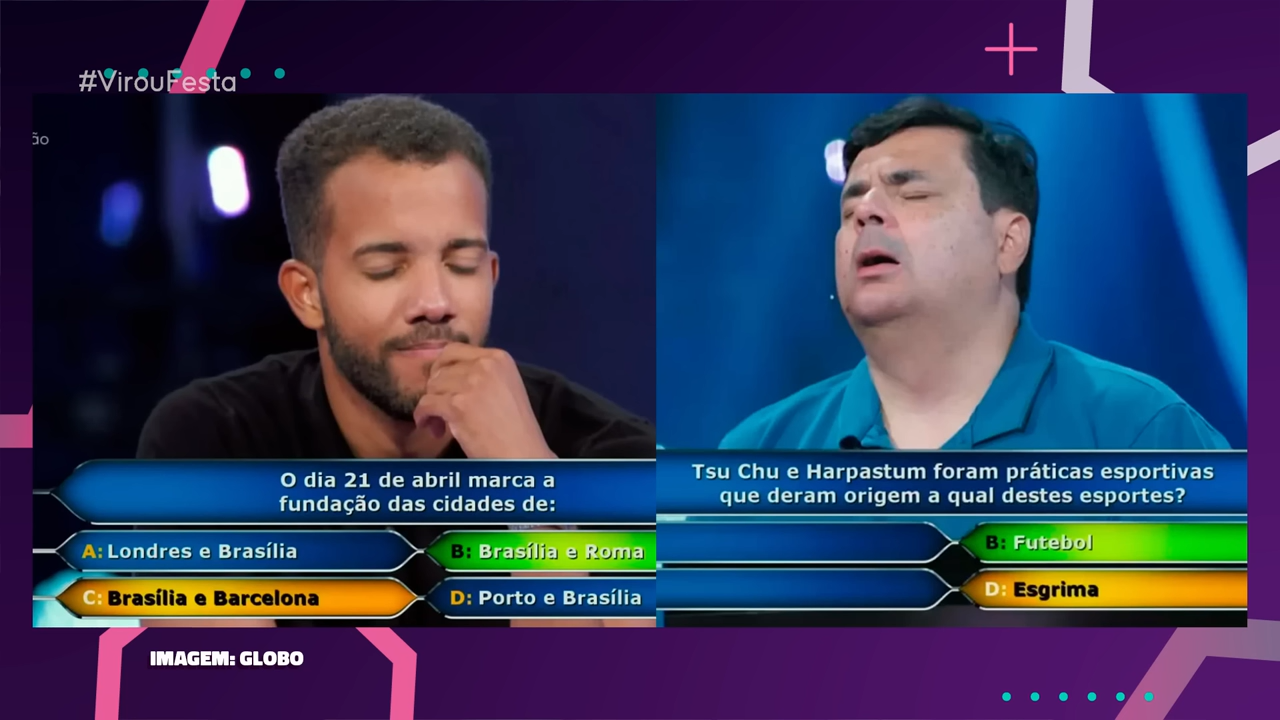 #VirouFesta
ão
O dia 21 de abril marca a
fundação das cidades de:
A: Londres e Brasília
B: Brasília e Roma
C: Brasília e Barcelona
D: Porto e Brasília
Tsu Chu e Harpastum foram práticas esportivas
que deram origem a qual destes esportes?
B: Futebol
D: Esgrima
IMAGEM: GLOBO